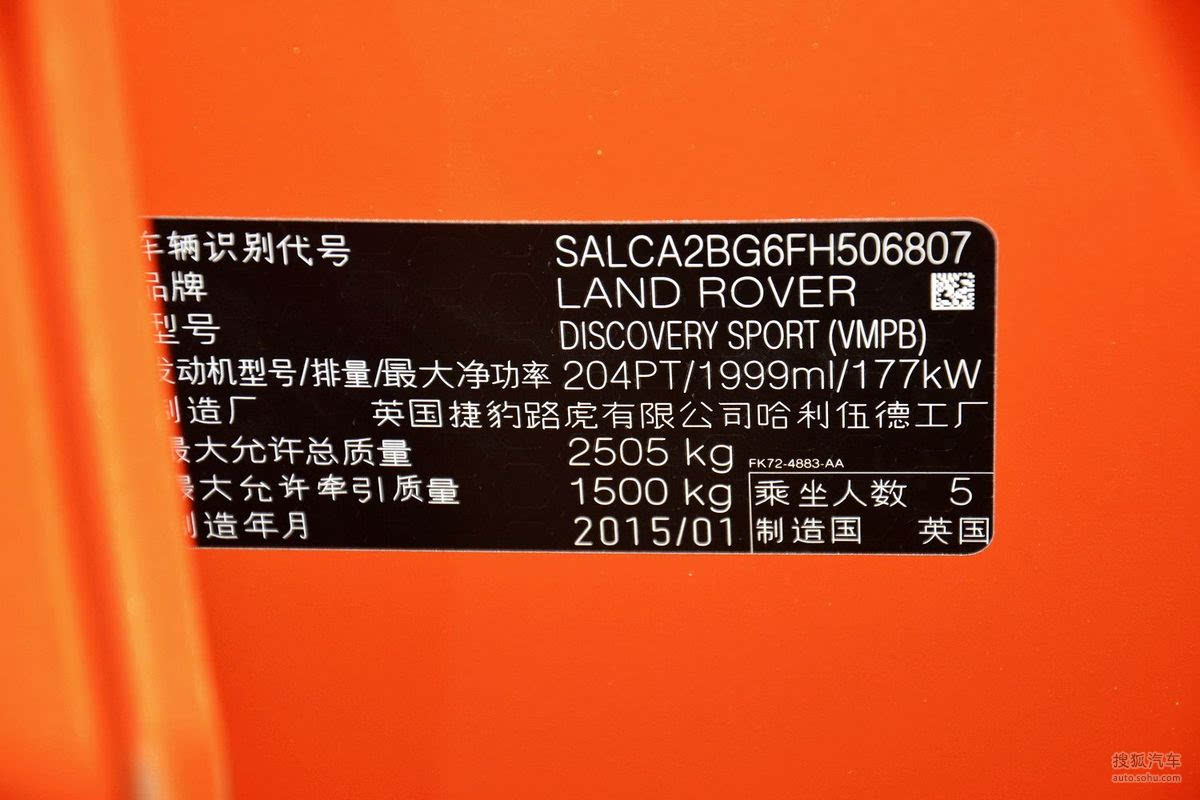 车辆识别代号 SALCA2BG6FH506807
品牌 LAND ROVER
型号 DISCOVERY SPORT (VMPB)
发动机型号/排量/最大净功率 204PT/1999ml/177kW
制造厂 英国捷豹路虎有限公司哈利伍德工厂
最大允许总质量 2505 kg FK72-4883-AA
最大允许牵引质量 1500 kg 乘坐人数 5
制造年月 2015/01 制造国 英国
搜狐汽车
auto.sohu.com